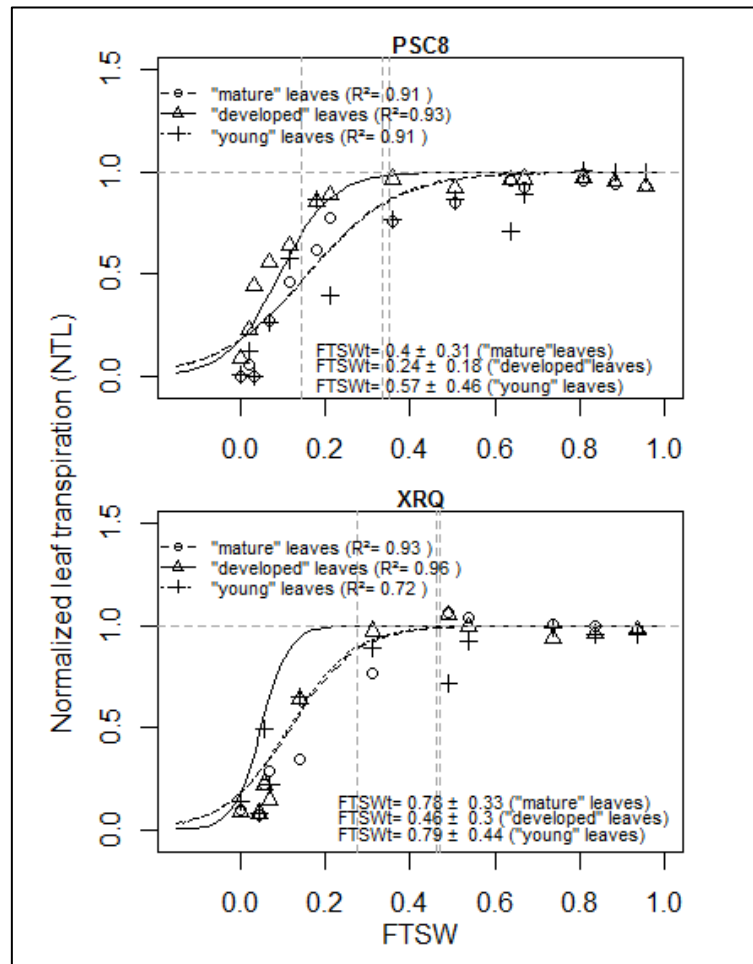 PSC8
"mature" leaves (R²= 0.91 )
"developed" leaves (R²=0.93)
"young" leaves (R²= 0.91 )
FTSWt= 0.4 ± 0.31 ("mature"leaves)
FTSWt= 0.24 ± 0.18 ("developed"leaves)
FTSWt= 0.57 ± 0.46 ("young" leaves)
1.5
1.0
0.5
0.0
0.0 0.2 0.4 0.6 0.8 1.0
Normalized leaf transpiration (NTL)
XRQ
"mature" leaves (R²= 0.93 )
"developed" leaves (R²= 0.96 )
"young" leaves (R²= 0.72 )
FTSWt= 0.78 ± 0.33 ("mature" leaves)
FTSWt= 0.46 ± 0.3 ("developed" leaves)
FTSWt= 0.79 ± 0.44 ("young" leaves)
1.5
1.0
0.5
0.0
0.0 0.2 0.4 0.6 0.8 1.0
FTSW